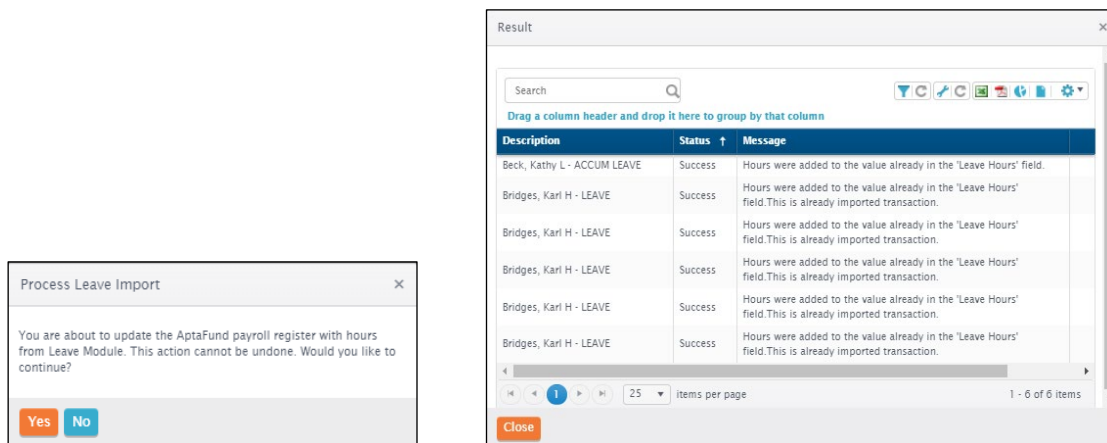 Process Leave Import
You are about to update the AptaFund payroll register with hours
from Leave Module. This action cannot be undone. Would you like to
continue?
Yes No
Result
Search
Drag a column header and drop it here to group by that column
Description Status ↑ Message
Beck, Kathy L - ACCUM LEAVE Success Hours were added to the value already in the 'Leave Hours' field.
Bridges, Karl H - LEAVE Success Hours were added to the value already in the 'Leave Hours'
field.This is already imported transaction.
Bridges, Karl H - LEAVE Success Hours were added to the value already in the 'Leave Hours'
field.This is already imported transaction.
Bridges, Karl H - LEAVE Success Hours were added to the value already in the 'Leave Hours'
field.This is already imported transaction.
Bridges, Karl H - LEAVE Success Hours were added to the value already in the 'Leave Hours'
field.This is already imported transaction.
Bridges, Karl H - LEAVE Success Hours were added to the value already in the 'Leave Hours'
field.This is already imported transaction.
1 25 items per page 1 - 6 of 6 items
Close